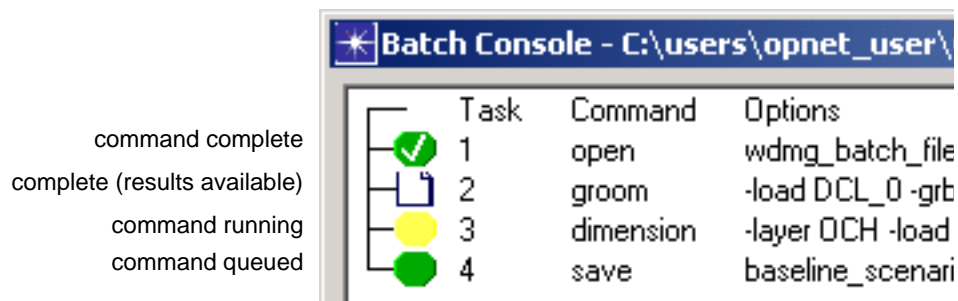 Batch Console - C:\users\opnet_user\
Task Command Options
command complete 1 open wdmg_batch_file
complete (results available) 2 groom -load DCL_0 -grb
command running 3 dimension -layer OCH -load
command queued 4 save baseline_scenari